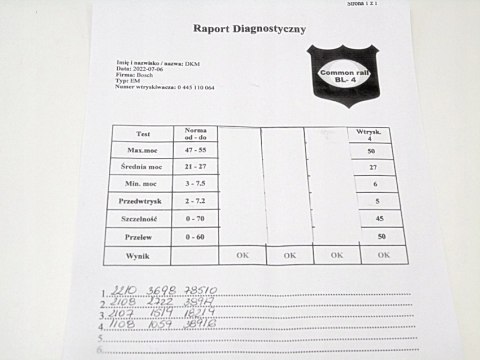 Strona 1 z 1
Raport Diagnostyczny
Imię i nazwisko / nazwa: DKM
Data: 2022-07-06
Firma: Bosch
Typ: EM
Numer wtryskiwacza: 0 445 110 064
Common rail
BL- 4
Test Norma od - do Wtrysk. 4
Max.moc 47 - 55 50
Średnia moc 21 - 27 27
Min. moc 3 - 7,5 6
Przedwtrysk 2 - 7.2 5
Szczelność 0 - 70 45
Przelew 0 - 60 50
Wynik OK OK OK OK
1. 2210 3698 78510
2. 2108 2722
3. 2107 1519 18219
4. 1108 1059 38916
5.
6.